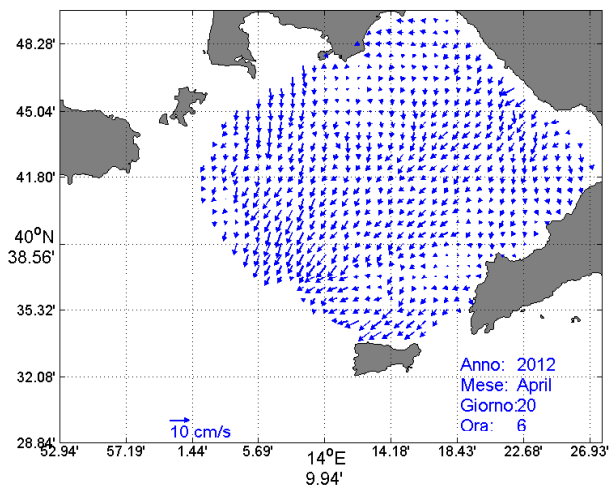 48.28'
45.04'
41.80'
40°N
38.56'
35.32'
32.08'
28.84'
Anno: 2012
Mese: April
Giorno:20
Ora: 6
10 cm/s
52.94' 57.19' 1.44' 5.69' 14°E 14.18' 18.43' 22.68' 26.93'
9.94'